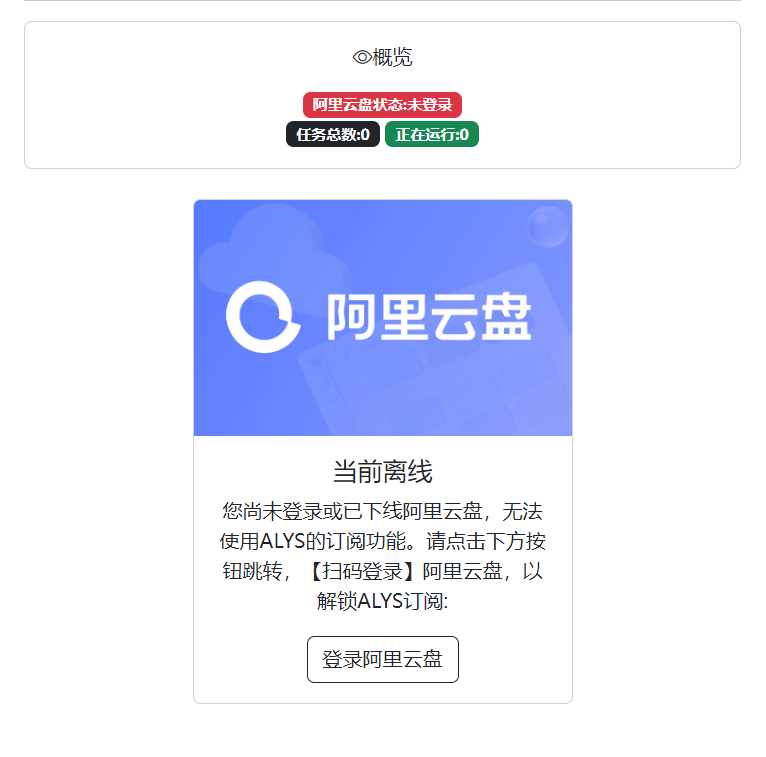 概览
阿里云盘状态:未登录
任务总数:0 正在运行:0
阿里云盘
当前离线
您尚未登录或已下线阿里云盘，无法
使用ALYS的订阅功能。请点击下方按
钮跳转，【扫码登录】阿里云盘，以
解锁ALYS订阅:
登录阿里云盘